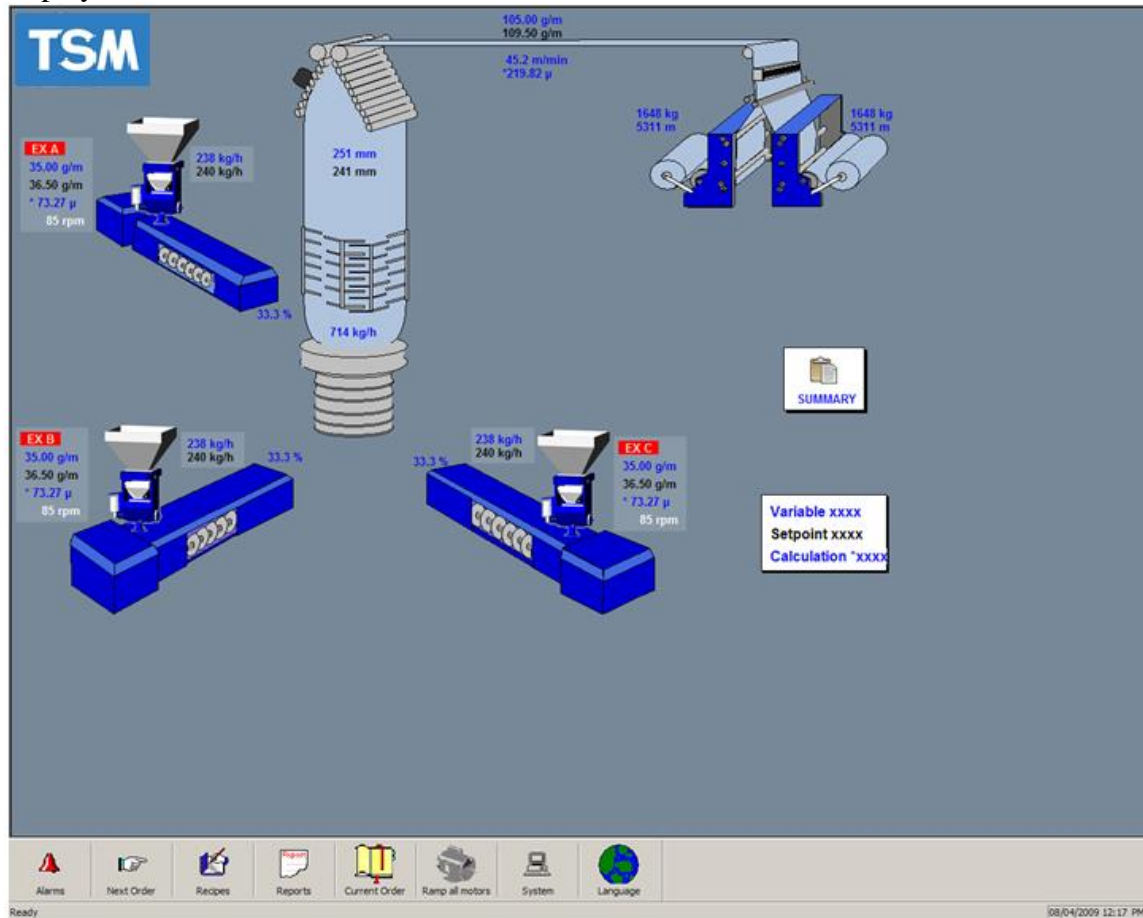 TSM
105.00 g/m
109.50 g/m
45.2 m/min
*219.82 µ
1648 kg
5311 m
1648 kg
5311 m
EX A
35.00 g/m
36.50 g/m
* 73.27 µ
85 rpm
238 kg/h
240 kg/h
33.3 %
251 mm
241 mm
714 kg/h
SUMMARY
EX B
35.00 g/m
36.50 g/m
* 73.27 µ
85 rpm
238 kg/h
240 kg/h
33.3 %
33.3 %
238 kg/h
240 kg/h
EX C
35.00 g/m
36.50 g/m
* 73.27 µ
85 rpm
Variable xxxx
Setpoint xxxx
Calculation *xxxx
Report
Alarms
Next Order
Recipes
Reports
Current Order
Ramp all motors
System
Language
Ready
08/04/2009 12:17 PM